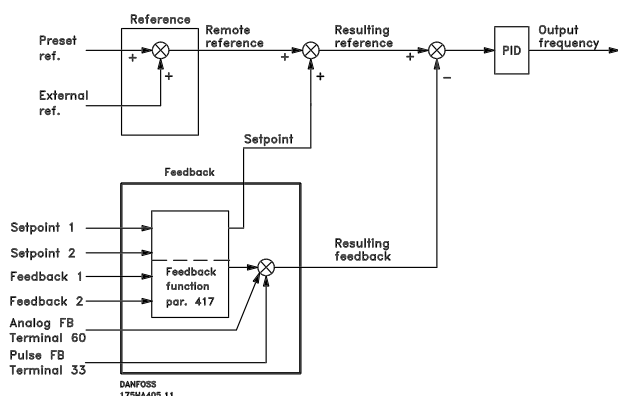 Reference
Preset
ref.
+
+
External
ref.
Remote
reference
+
+
Resulting
reference
+
−
PID
Output
frequency
Setpoint
Feedback
Setpoint 1
Setpoint 2
Feedback 1
Feedback 2
Analog FB
Terminal 60
Pulse FB
Terminal 33
Feedback
function
par. 417
Resulting
feedback
DANFOSS
175HA405.11